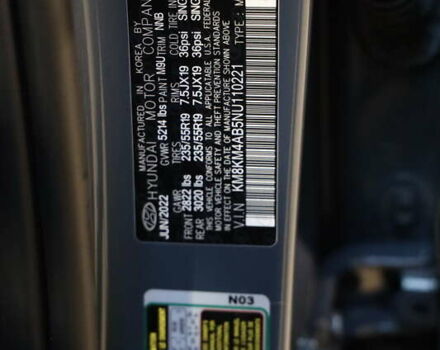 MANUFACTURED IN KOREA BY
HYUNDAI MOTOR COMPANY
JUN/2022 GVWR 5214 lbs PAINT M9U TRIM NNB
GAWR TIRES RIMS COLD TIRE
FRONT 2822 lbs 235/55R19 7.5JX19 36psi
REAR 3020 lbs 235/55R19 7.5JX19 36psi
THIS VEHICLE CONFORMS TO ALL APPLICABLE U.S.A. FEDERAL
MOTOR VEHICLE SAFETY AND THEFT PREVENTION STANDARDS
IN EFFECT ON THE DATE OF MANUFACTURE SHOWN ABOVE
V.I.N KM8KM4AB5NU110221 TYPE :
N03